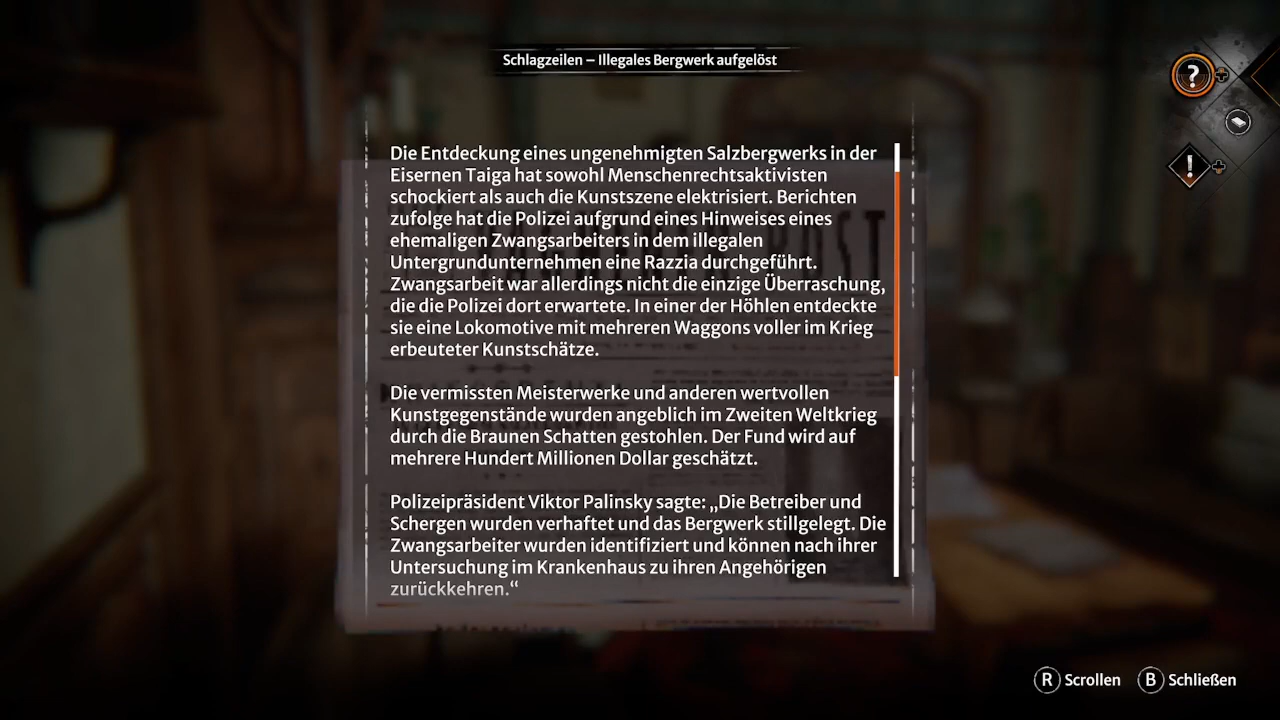 Schlagzeilen – Illegales Bergwerk aufgelöst
Die Entdeckung eines ungenehmigten Salzbergwerks in der
Eisernen Taiga hat sowohl Menschenrechtsaktivisten
schockiert als auch die Kunstszene elektrisiert. Berichten
zufolge hat die Polizei aufgrund eines Hinweises eines
ehemaligen Zwangsarbeiters in dem illegalen
Untergrundunternehmen eine Razzia durchgeführt.
Zwangsarbeit war allerdings nicht die einzige Überraschung,
die die Polizei dort erwartete. In einer der Höhlen entdeckte
sie eine Lokomotive mit mehreren Waggons voller im Krieg
erbeuteter Kunstschätze.
Die vermissten Meisterwerke und anderen wertvollen
Kunstgegenstände wurden angeblich im Zweiten Weltkrieg
durch die Braunen Schatten gestohlen. Der Fund wird auf
mehrere Hundert Millionen Dollar geschätzt.
Polizeipräsident Viktor Palinsky sagte: „Die Betreiber und
Schergen wurden verhaftet und das Bergwerk stillgelegt. Die
Zwangsarbeiter wurden identifiziert und können nach ihrer
Untersuchung im Krankenhaus zu ihren Angehörigen
zurückkehren.“
R Scrollen B Schließen